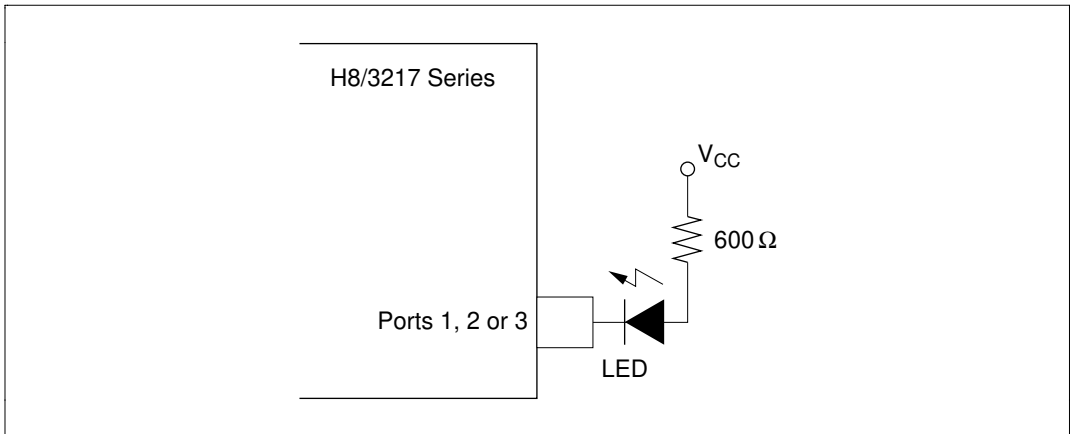 H8/3217 Series
VCC
600 Ω
Ports 1, 2 or 3
LED